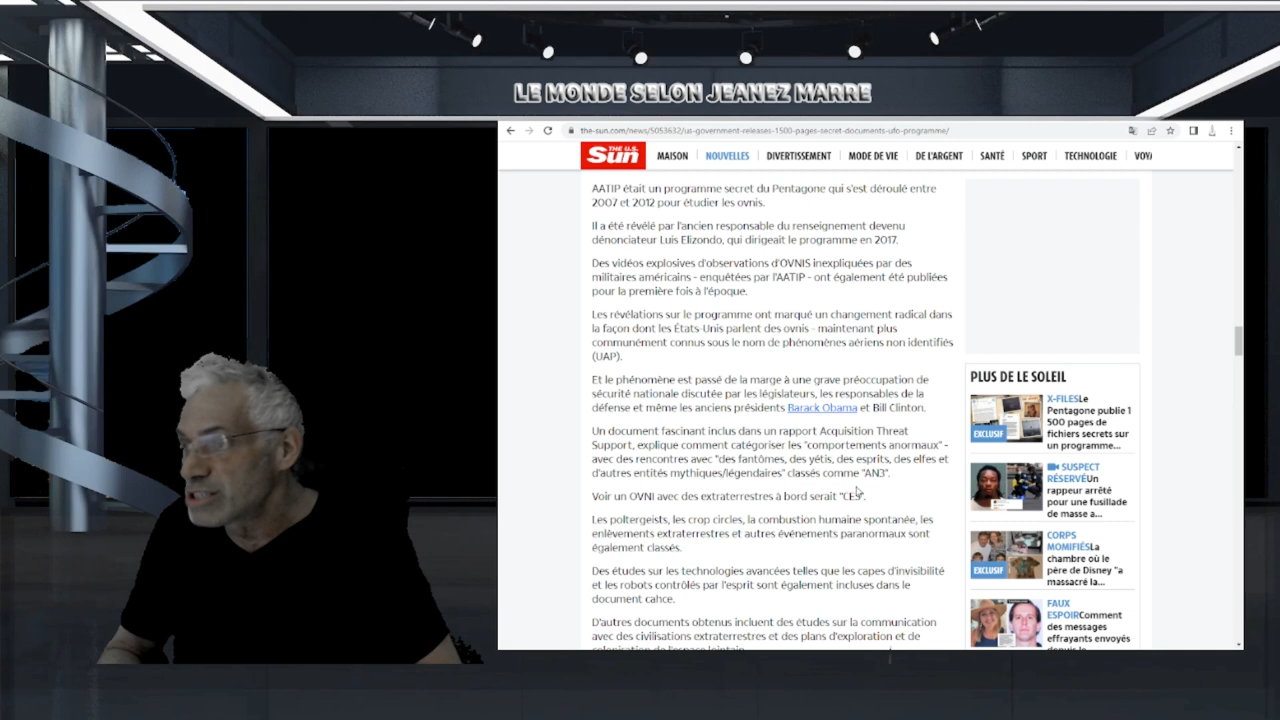 LE MONDE SELON JEANEZ MARRE
the-sun.com/news/5053632/us-government-releases-1500-pages-secret-documents-ufo-programme/
THE U.S. Sun
MAISON NOUVELLES DIVERTISSEMENT MODE DE VIE DE L'ARGENT SANTÉ SPORT TECHNOLOGIE VOY
AATIP était un programme secret du Pentagone qui s'est déroulé entre
2007 et 2012 pour étudier les ovnis.
Il a été révélé par l'ancien responsable du renseignement devenu
dénonciateur Luis Elizondo, qui dirigeait le programme en 2017.
Des vidéos explosives d'observations d'OVNIS inexpliquées par des
militaires américains - enquêtées par l'AATIP - ont également été publiées
pour la première fois à l'époque.
Les révélations sur le programme ont marqué un changement radical dans
la façon dont les États-Unis parlent des ovnis - maintenant plus
communément connus sous le nom de phénomènes aériens non identifiés
(UAP).
Et le phénomène est passé de la marge à une grave préoccupation de
sécurité nationale discutée par les législateurs, les responsables de la
défense et même les anciens présidents Barack Obama et Bill Clinton.
Un document fascinant inclus dans un rapport Acquisition Threat
Support, explique comment catégoriser les "comportements anormaux" -
avec des rencontres avec "des fantômes, des yétis, des esprits, des elfes et
d'autres entités mythiques/légendaires" classés comme "AN3".
Voir un OVNI avec des extraterrestres à bord serait "CE3".
Les poltergeists, les crop circles, la combustion humaine spontanée, les
enlèvements extraterrestres et autres événements paranormaux sont
également classés.
Des études sur les technologies avancées telles que les capes d'invisibilité
et les robots contrôlés par l'esprit sont également incluses dans le
document cahce.
D'autres documents obtenus incluent des études sur la communication
avec des civilisations extraterrestres et des plans d'exploration et de
colonisation de l'espace lointain.
PLUS DE LE SOLEIL
EXCLUSIF
X-FILESLe
Pentagone publie 1
500 pages de
fichiers secrets sur
un programme...
SUSPECT
RÉSERVÉUn
rappeur arrêté
pour une fusillade
de masse a...
EXCLUSIF
CORPS
MOMIFIÉSLa
chambre où le
père de Disney "a
massacré la...
FAUX
ESPOIRComment
des messages
effrayants envoyés
depuis le